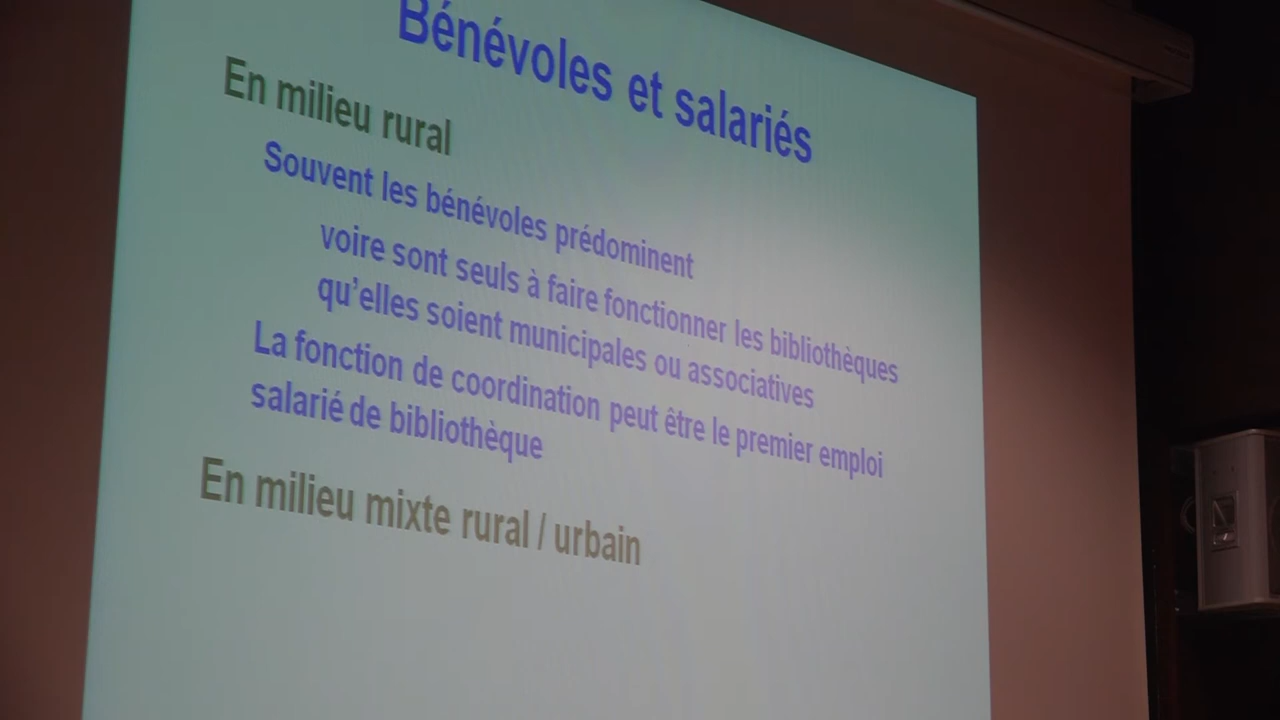 Bénévoles et salariés
En milieu rural
Souvent les bénévoles prédominent
voire sont seuls à faire fonctionner les bibliothèques
qu’elles soient municipales ou associatives
La fonction de coordination peut être le premier emploi
salarié de bibliothèque
En milieu mixte rural / urbain